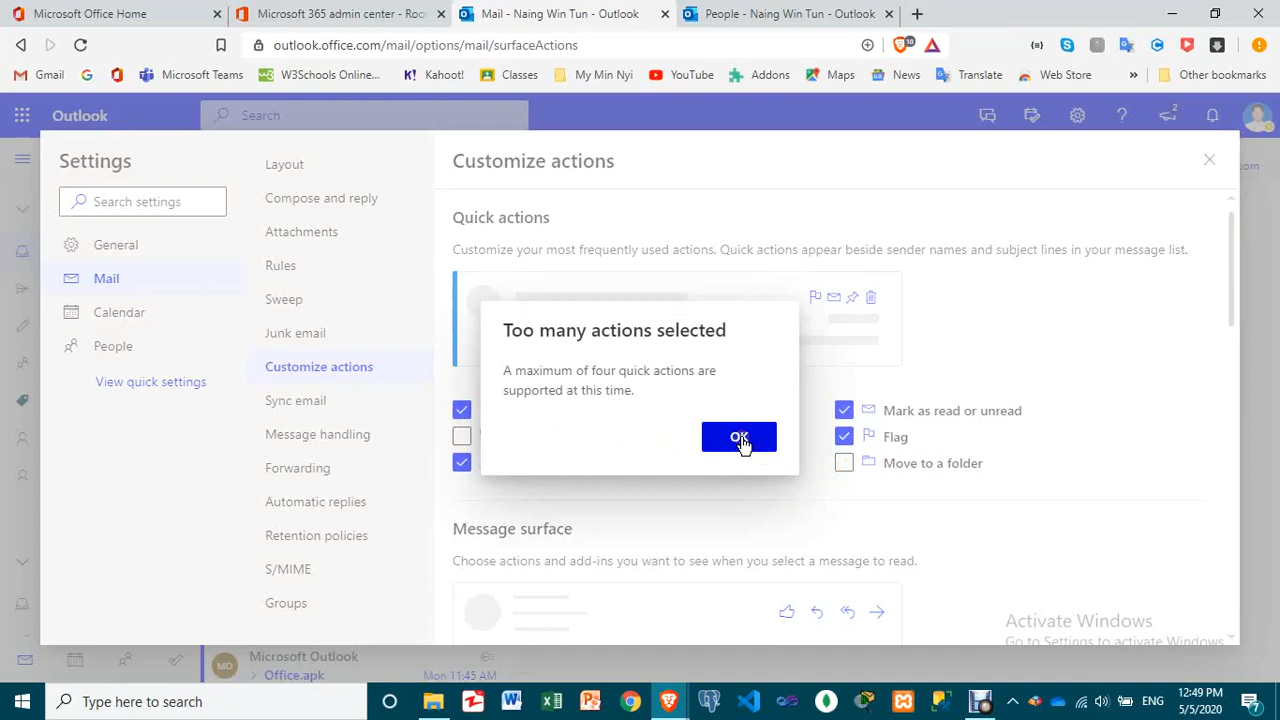 Microsoft Office Home
Microsoft 365 admin center - Roo
Mail - Naing Win Tun - Outlook
People - Naing Win Tun - Outlook
outlook.office.com/mail/options/mail/surfaceActions
10
Gmail
Microsoft Teams
W3Schools Online...
Kahoot!
Classes
My Min Nyi
YouTube
Addons
Maps
News
Translate
Web Store
Other bookmarks
Outlook
Search
2
Settings
Search settings
General
Mail
Calendar
People
View quick settings
Layout
Compose and reply
Attachments
Rules
Sweep
Junk email
Customize actions
Sync email
Message handling
Forwarding
Automatic replies
Retention policies
S/MIME
Groups
Customize actions
Quick actions
Customize your most frequently used actions. Quick actions appear beside sender names and subject lines in your message list.
Too many actions selected
A maximum of four quick actions are
supported at this time.
OK
Mark as read or unread
Flag
Move to a folder
Message surface
Choose actions and add-ins you want to see when you select a message to read.
Activate Windows
Go to Settings to activate Windows.
MO
Microsoft Outlook
Office.apk
Mon 11:45 AM
Type here to search
ENG
12:49 PM
5/5/2020
7